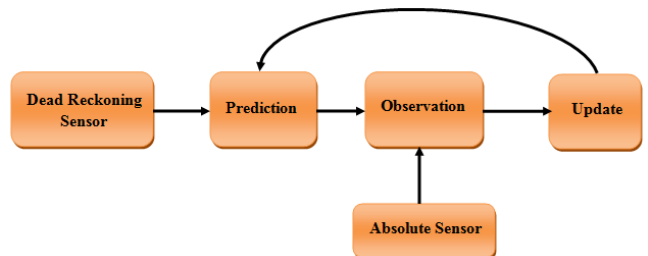 Dead Reckoning
Sensor
Prediction
Observation
Update
Absolute Sensor